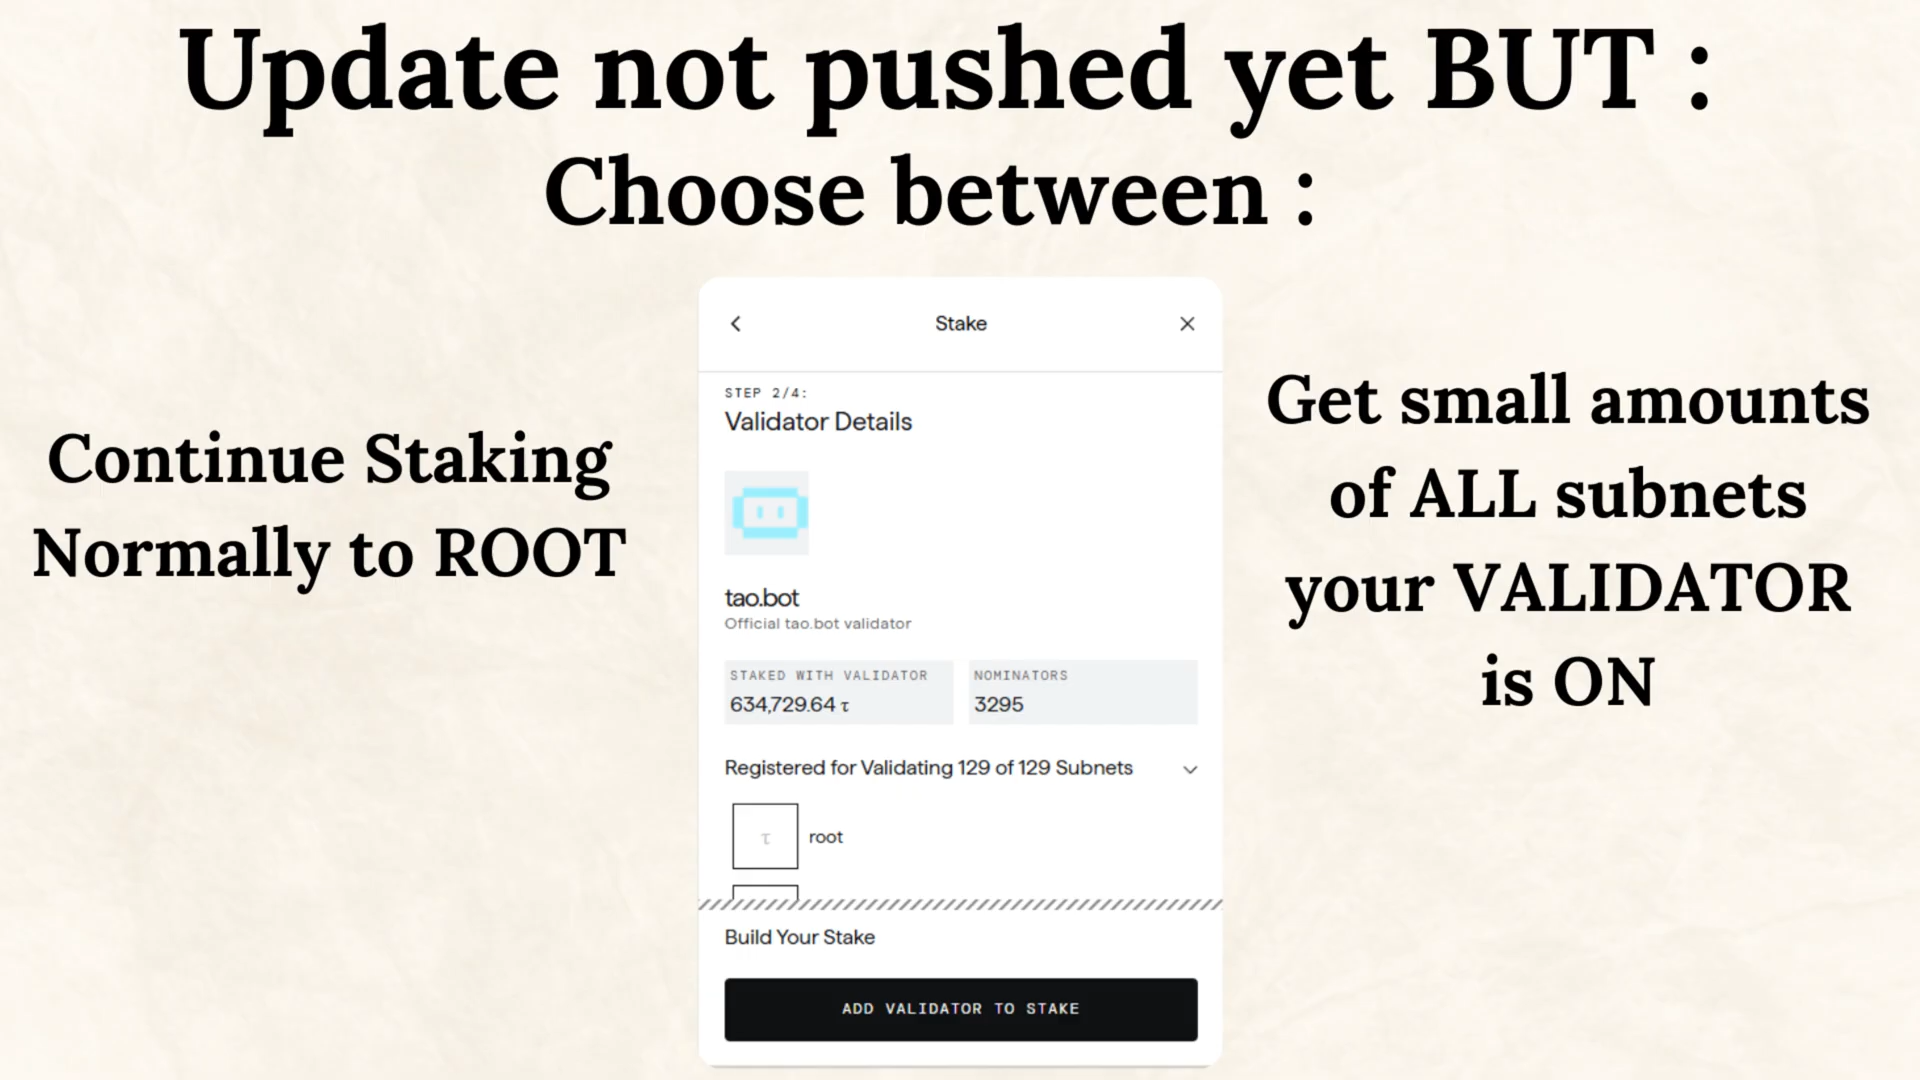 Update not pushed yet BUT :
Choose between :
Continue Staking
Normally to ROOT
Stake
STEP 2/4:
Validator Details
tao.bot
Official tao.bot validator
STAKED WITH VALIDATOR
634,729.64 τ
NOMINATORS
3295
Registered for Validating 129 of 129 Subnets
τ
root
Build Your Stake
ADD VALIDATOR TO STAKE
Get small amounts
of ALL subnets
your VALIDATOR
is ON